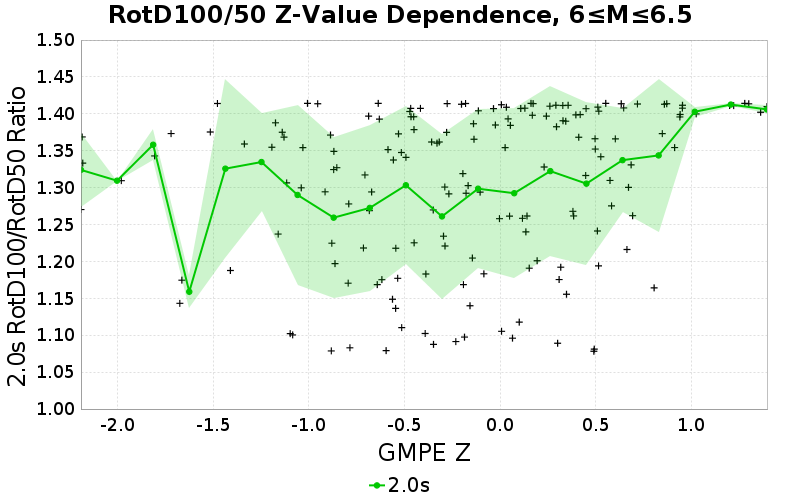 RotD100/50 Z-Value Dependence, 6≤M≤6.5
2.0s RotD100/RotD50 Ratio
1.50
1.45
1.40
1.35
1.30
1.25
1.20
1.15
1.10
1.05
1.00
-2.0 -1.5 -1.0 -0.5 0.0 0.5 1.0
GMPE Z
2.0s